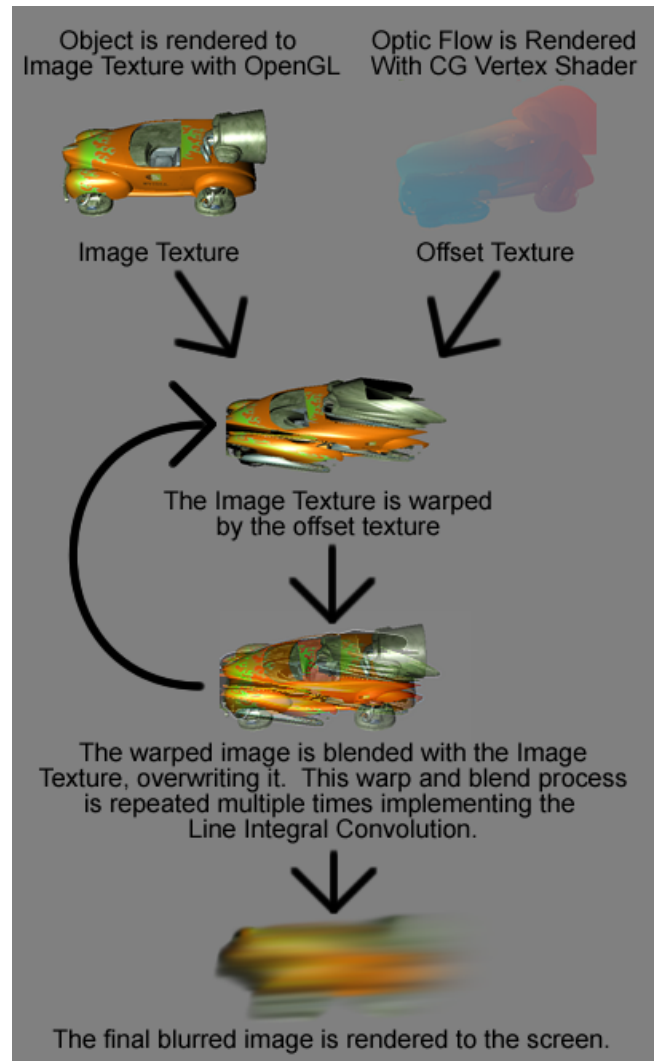 Object is rendered to
Image Texture with OpenGL
Optic Flow is Rendered
With CG Vertex Shader
Image Texture
Offset Texture
The Image Texture is warped
by the offset texture
The warped image is blended with the Image
Texture, overwriting it.  This warp and blend process
is repeated multiple times implementing the
Line Integral Convolution.
The final blurred image is rendered to the screen.